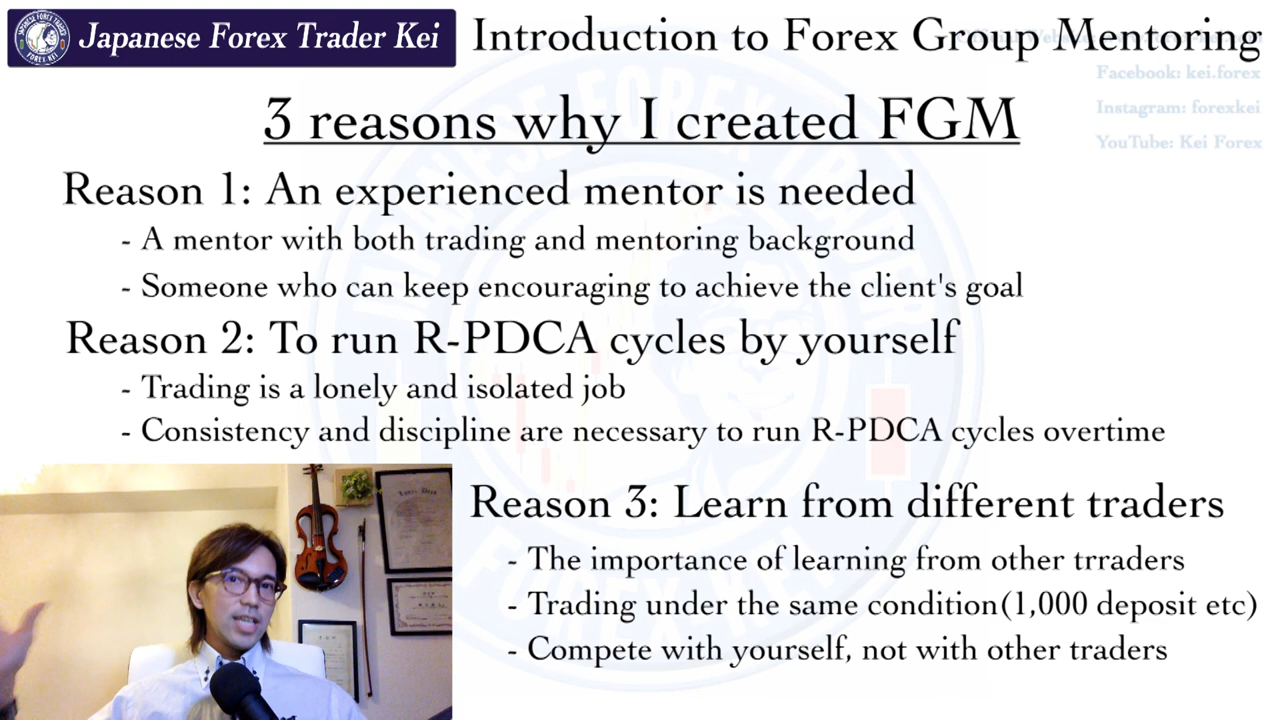 Japanese Forex Trader Kei
Introduction to Forex Group Mentoring
Facebook: kei.forex
Instagram: forexkei
YouTube: Kei Forex
3 reasons why I created FGM
Reason 1: An experienced mentor is needed
- A mentor with both trading and mentoring background
- Someone who can keep encouraging to achieve the client's goal
Reason 2: To run R-PDCA cycles by yourself
- Trading is a lonely and isolated job
- Consistency and discipline are necessary to run R-PDCA cycles overtime
Reason 3: Learn from different traders
- The importance of learning from other trraders
- Trading under the same condition(1,000 deposit etc)
- Compete with yourself, not with other traders